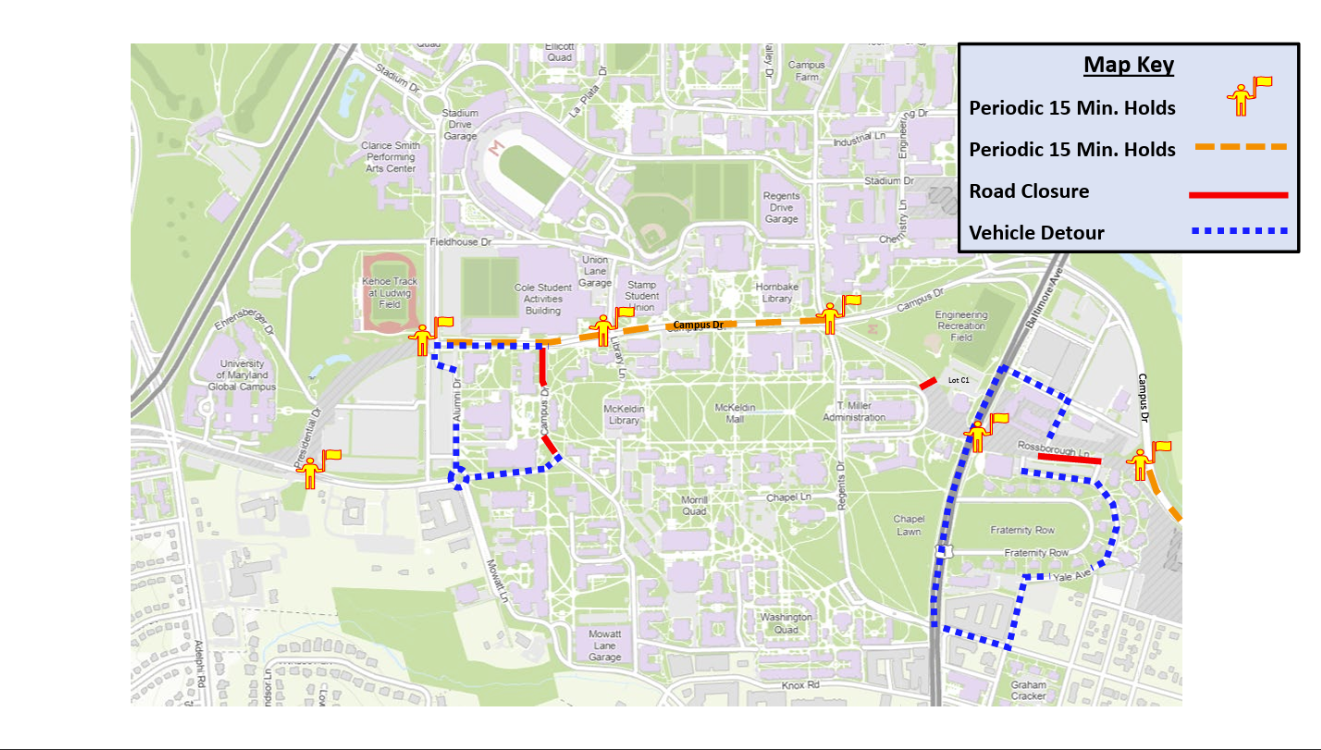 Map Key
Periodic 15 Min. Holds
Periodic 15 Min. Holds
Road Closure
Vehicle Detour
Quad
Ellicott
Quad
Stadium Dr
La Plata Dr
Campus
Farm
Stadium
Drive
Garage
Clarice Smith
Performing
Arts Center
M
Industrial Ln
Stadium Dr
Regents
Drive
Garage
Chemistry Ln
Fieldhouse Dr
Union
Lane
Garage
Kehoe Track
at Ludwig
Field
Cole Student
Activities
Building
Stamp
Student
Union
Hornbake
Library
Campus Dr
Campus Dr
M
Engineering
Recreation
Field
Baltimore Ave
University
of Maryland
Global Campus
Presidential Dr
Alumni Dr
Campus Dr
Library Ln
McKeldin
Library
McKeldin
Mall
T. Miller
Administration
Lot C1
Campus Dr
Rossborough Ln
Morrill
Quad
Chapel Ln
Regents Dr
Chapel
Lawn
Fraternity Row
Fraternity Row
Yale Ave
Mowatt Ln
Mowatt
Lane
Garage
Washington
Quad
Knox Rd
Adelphi Rd
Graham
Cracker